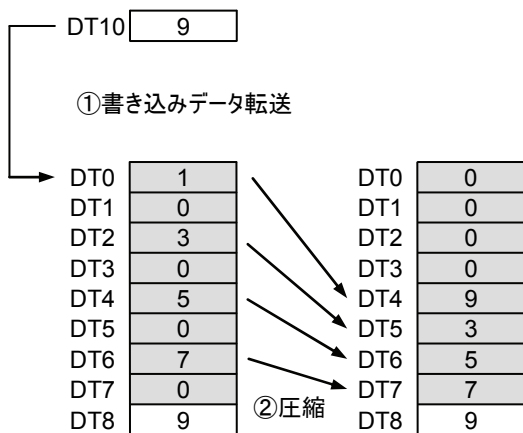 DT10 9
①書き込みデータ転送
DT0 1 DT0 0
DT1 0 DT1 0
DT2 3 DT2 0
DT3 0 DT3 0
DT4 5 DT4 9
DT5 0 DT5 3
DT6 7 DT6 5
DT7 0 DT7 7
DT8 9 ②圧縮 DT8 9